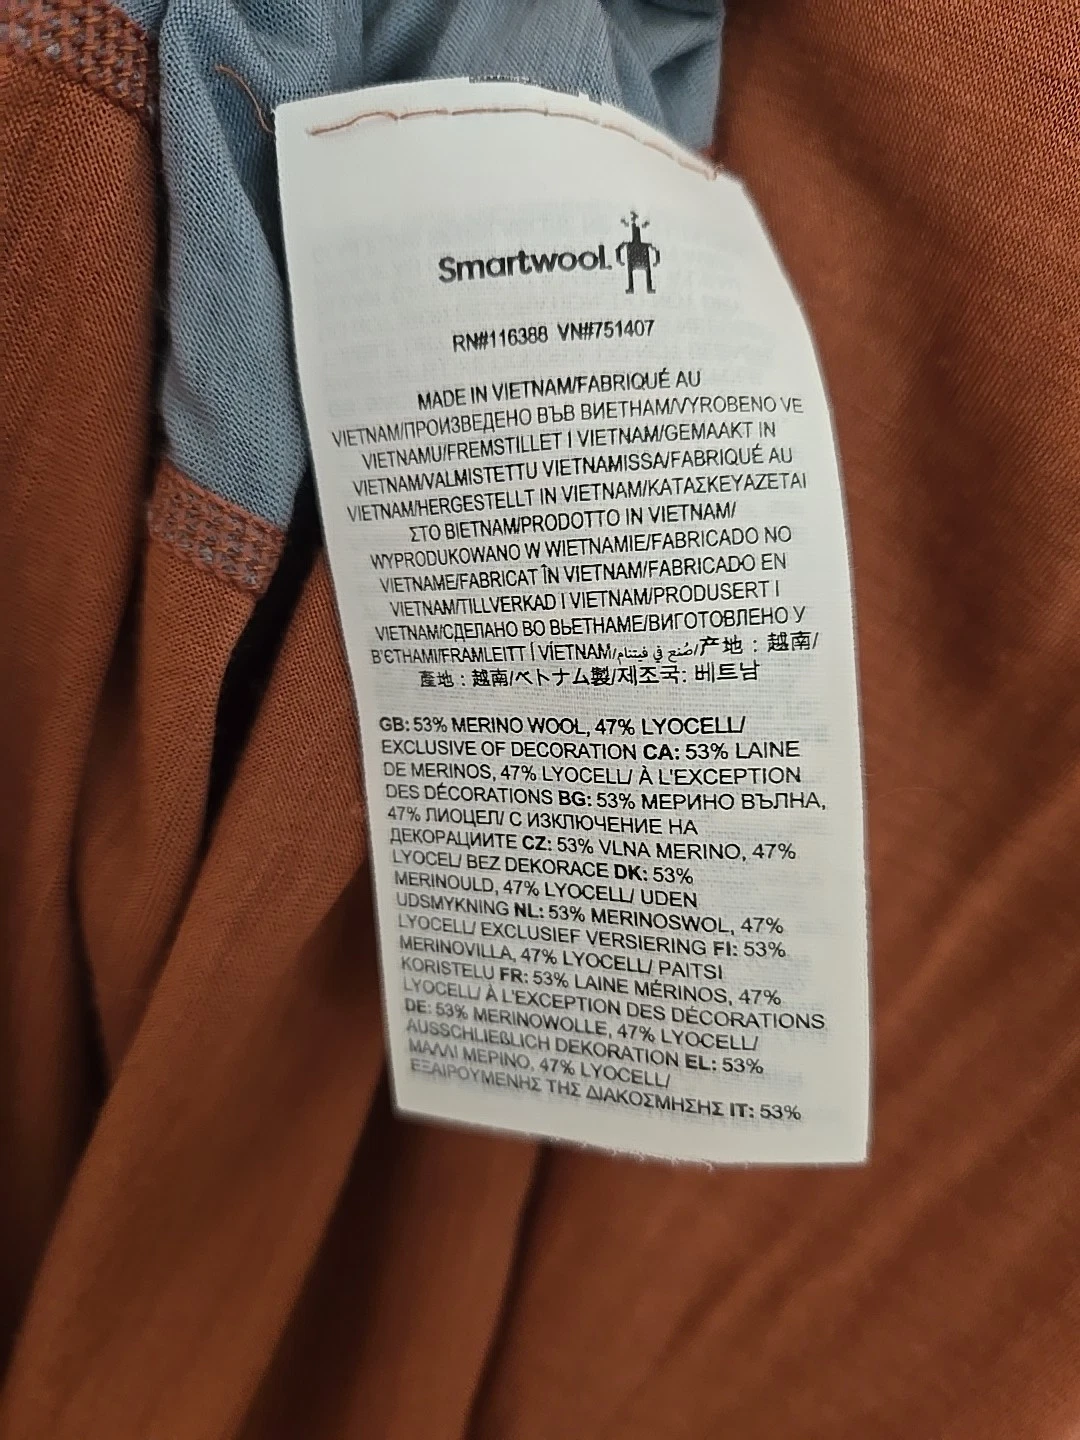 Smartwool.
RN#116388 VN#751407
MADE IN VIETNAM/FABRIQUÉ AU
VIETNAM/ПРОИЗВЕДЕНО ВЪВ ВИЕТНАМ/VYROBENO VE
VIETNAMU/FREMSTILLET I VIETNAM/GEMAAKT IN
VIETNAM/VALMISTETTU VIETNAMISSA/FABRIQUÉ AU
VIETNAM/HERGESTELLT IN VIETNAM/ΚΑΤΑΣΚΕΥΑΖΕΤΑΙ
ΣΤΟ ΒΙΕΤΝΑΜ/PRODOTTO IN VIETNAM/
WYPRODUKOWANO W WIETNAMIE/FABRICADO NO
VIETNAME/FABRICAT ÎN VIETNAM/FABRICADO EN
VIETNAM/TILLVERKAD I VIETNAM/PRODUSERT I
VIETNAM/СДЕЛАНО ВО ВЬЕТНАМЕ/ВИГОТОВЛЕНО У
В'ЄТНАМІ/FRAMLEITT Í VÍETNAM/صُنع في فيتنام/产地：越南/
產地：越南/ベトナム製/제조국: 베트남
GB: 53% MERINO WOOL, 47% LYOCELL/
EXCLUSIVE OF DECORATION CA: 53% LAINE
DE MERINOS, 47% LYOCELL/ À L'EXCEPTION
DES DÉCORATIONS BG: 53% МЕРИНО ВЪЛНА,
47% ЛИОЦЕЛ/ С ИЗКЛЮЧЕНИЕ НА
ДЕКОРАЦИИТЕ CZ: 53% VLNA MERINO, 47%
LYOCEL/ BEZ DEKORACE DK: 53%
MERINOULD, 47% LYOCELL/ UDEN
UDSMYKNING NL: 53% MERINOSWOL, 47%
LYOCELL/ EXCLUSIEF VERSIERING FI: 53%
MERINOVILLA, 47% LYOCELL/ PAITSI
KORISTELU FR: 53% LAINE MÉRINOS, 47%
LYOCELL/ À L'EXCEPTION DES DÉCORATIONS
DE: 53% MERINOWOLLE, 47% LYOCELL/
AUSSCHLIEßLICH DEKORATION EL: 53%
ΜΑΛΛΙ ΜΕΡΙΝΟ, 47% LYOCELL/
ΕΞΑΙΡΟΥΜΕΝΗΣ ΤΗΣ ΔΙΑΚΟΣΜΗΣΗΣ IT: 53%